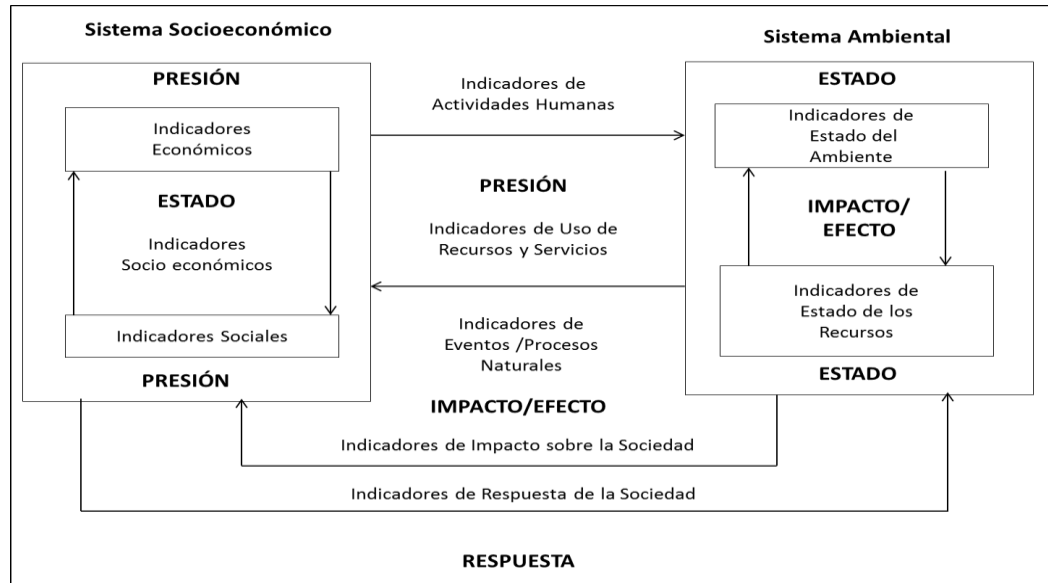 Sistema Socioeconómico
Sistema Ambiental
PRESIÓN
Indicadores
Económicos
ESTADO
Indicadores
Socio económicos
Indicadores Sociales
PRESIÓN
Indicadores de
Actividades Humanas
PRESIÓN
Indicadores de Uso de
Recursos y Servicios
Indicadores de
Eventos /Procesos
Naturales
IMPACTO/EFECTO
ESTADO
Indicadores de
Estado del
Ambiente
IMPACTO/
EFECTO
Indicadores de
Estado de los
Recursos
ESTADO
Indicadores de Impacto sobre la Sociedad
Indicadores de Respuesta de la Sociedad
RESPUESTA